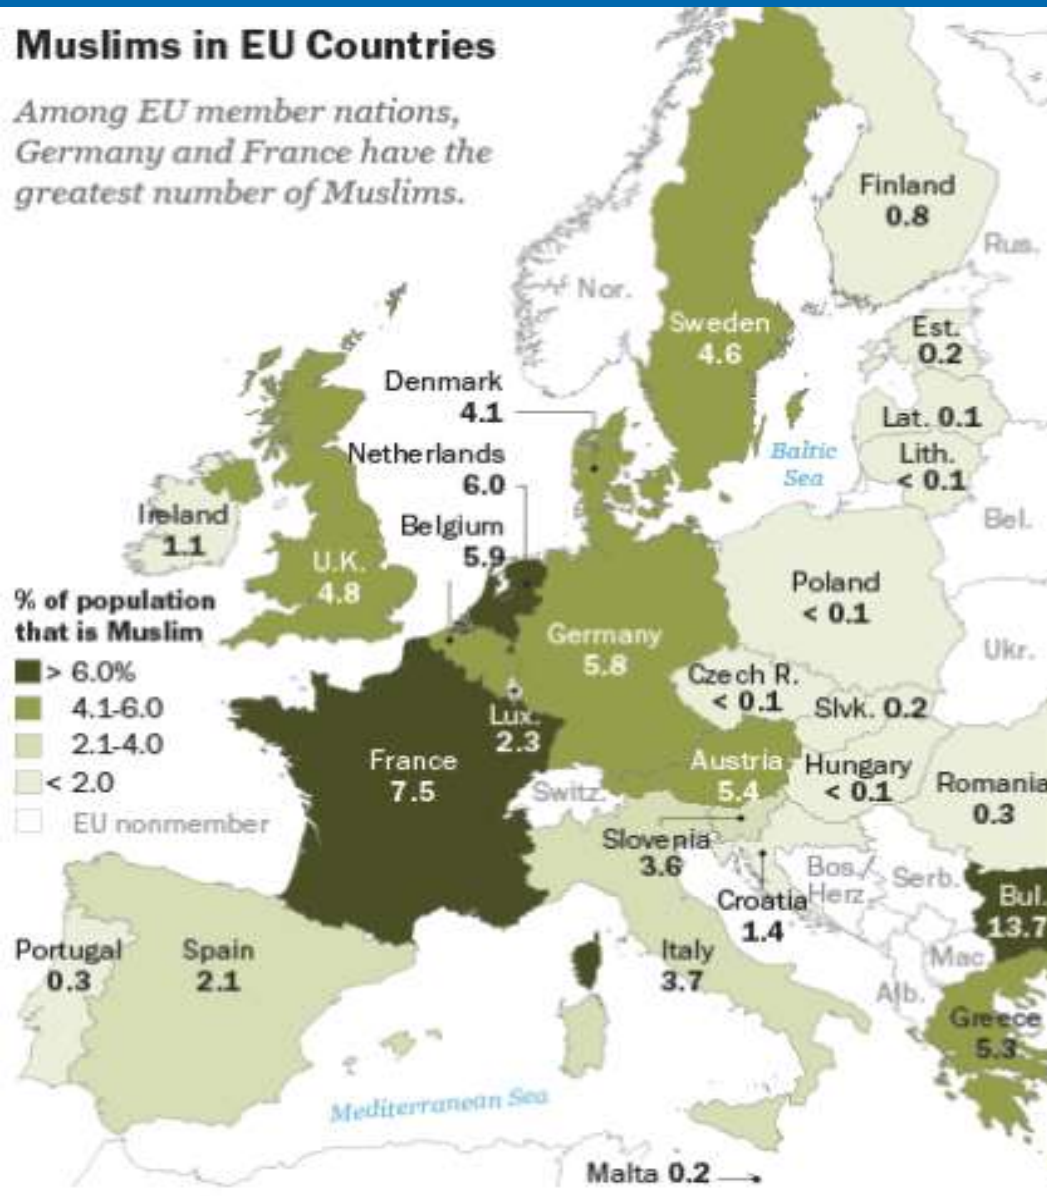 Muslims in EU Countries
Among EU member nations,
Germany and France have the
greatest number of Muslims.
Finland
0.8
Rus.
Nor.
Sweden
4.6
Est.
0.2
Denmark
4.1
Lat. 0.1
Netherlands
6.0
Baltic
Sea
Lith.
< 0.1
Ireland
1.1
Belgium
5.9
Bel.
U.K.
4.8
Poland
< 0.1
% of population
that is Muslim
> 6.0%
4.1-6.0
2.1-4.0
< 2.0
EU nonmember
Germany
5.8
Ukr.
Czech R.
< 0.1
Slvk. 0.2
Lux.
2.3
France
7.5
Austria
5.4
Hungary
< 0.1
Romania
0.3
Switz.
Slovenia
3.6
Bos./
Herz.
Serb.
Croatia
1.4
Bul.
13.7
Portugal
0.3
Spain
2.1
Italy
3.7
Mac.
Alb.
Greece
5.3
Mediterranean Sea
Malta 0.2